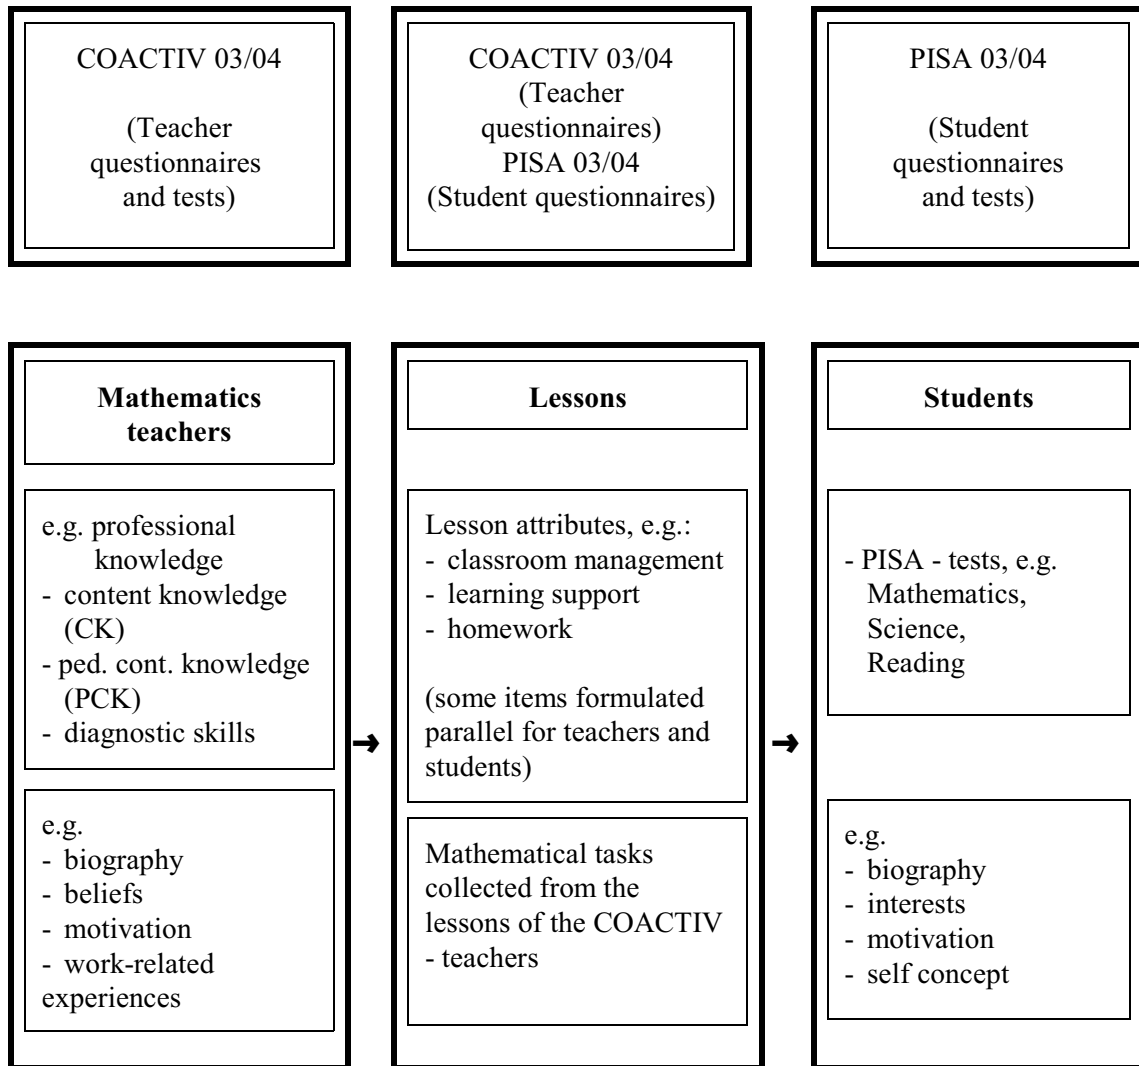 COACTIV 03/04
(Teacher
questionnaires
and tests)
COACTIV 03/04
(Teacher
questionnaires)
PISA 03/04
(Student questionnaires)
PISA 03/04
(Student
questionnaires
and tests)
Mathematics
teachers
e.g. professional
knowledge
- content knowledge
(CK)
- ped. cont. knowledge
(PCK)
- diagnostic skills
e.g.
- biography
- beliefs
- motivation
- work-related
experiences
→
Lessons
Lesson attributes, e.g.:
- classroom management
- learning support
- homework
(some items formulated
parallel for teachers and
students)
Mathematical tasks
collected from the
lessons of the COACTIV
- teachers
→
Students
- PISA - tests, e.g.
Mathematics,
Science,
Reading
e.g.
- biography
- interests
- motivation
- self concept